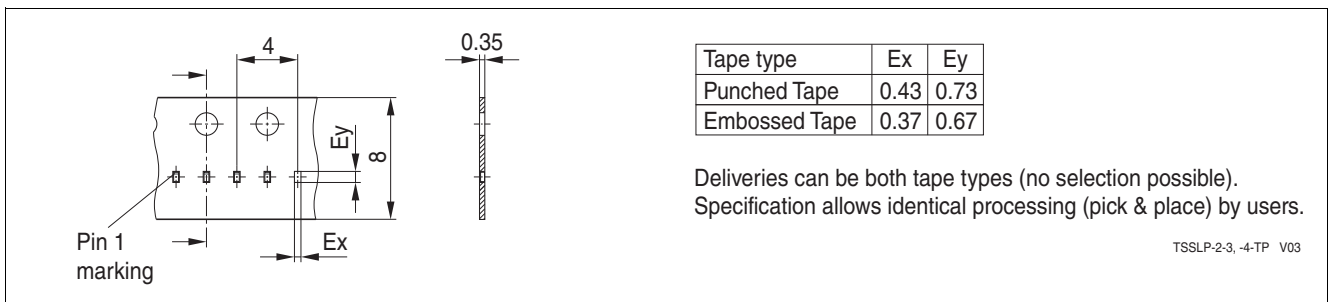 4
0.35
Ey
8
Ex
Pin 1
marking
Tape type Ex Ey
Punched Tape 0.43 0.73
Embossed Tape 0.37 0.67
Deliveries can be both tape types (no selection possible).
Specification allows identical processing (pick & place) by users.
TSSLP-2-3, -4-TP V03